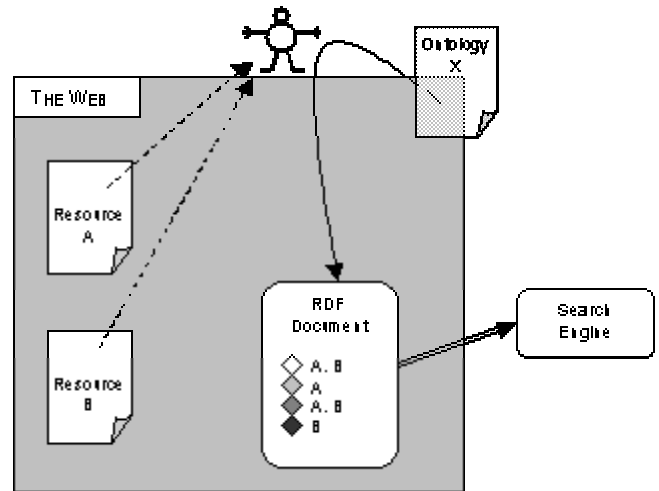 Ontology
X
THE WEB
Resource
A
RDF
Document
A, B
A
A, B
B
Search
Engine
Resource
B